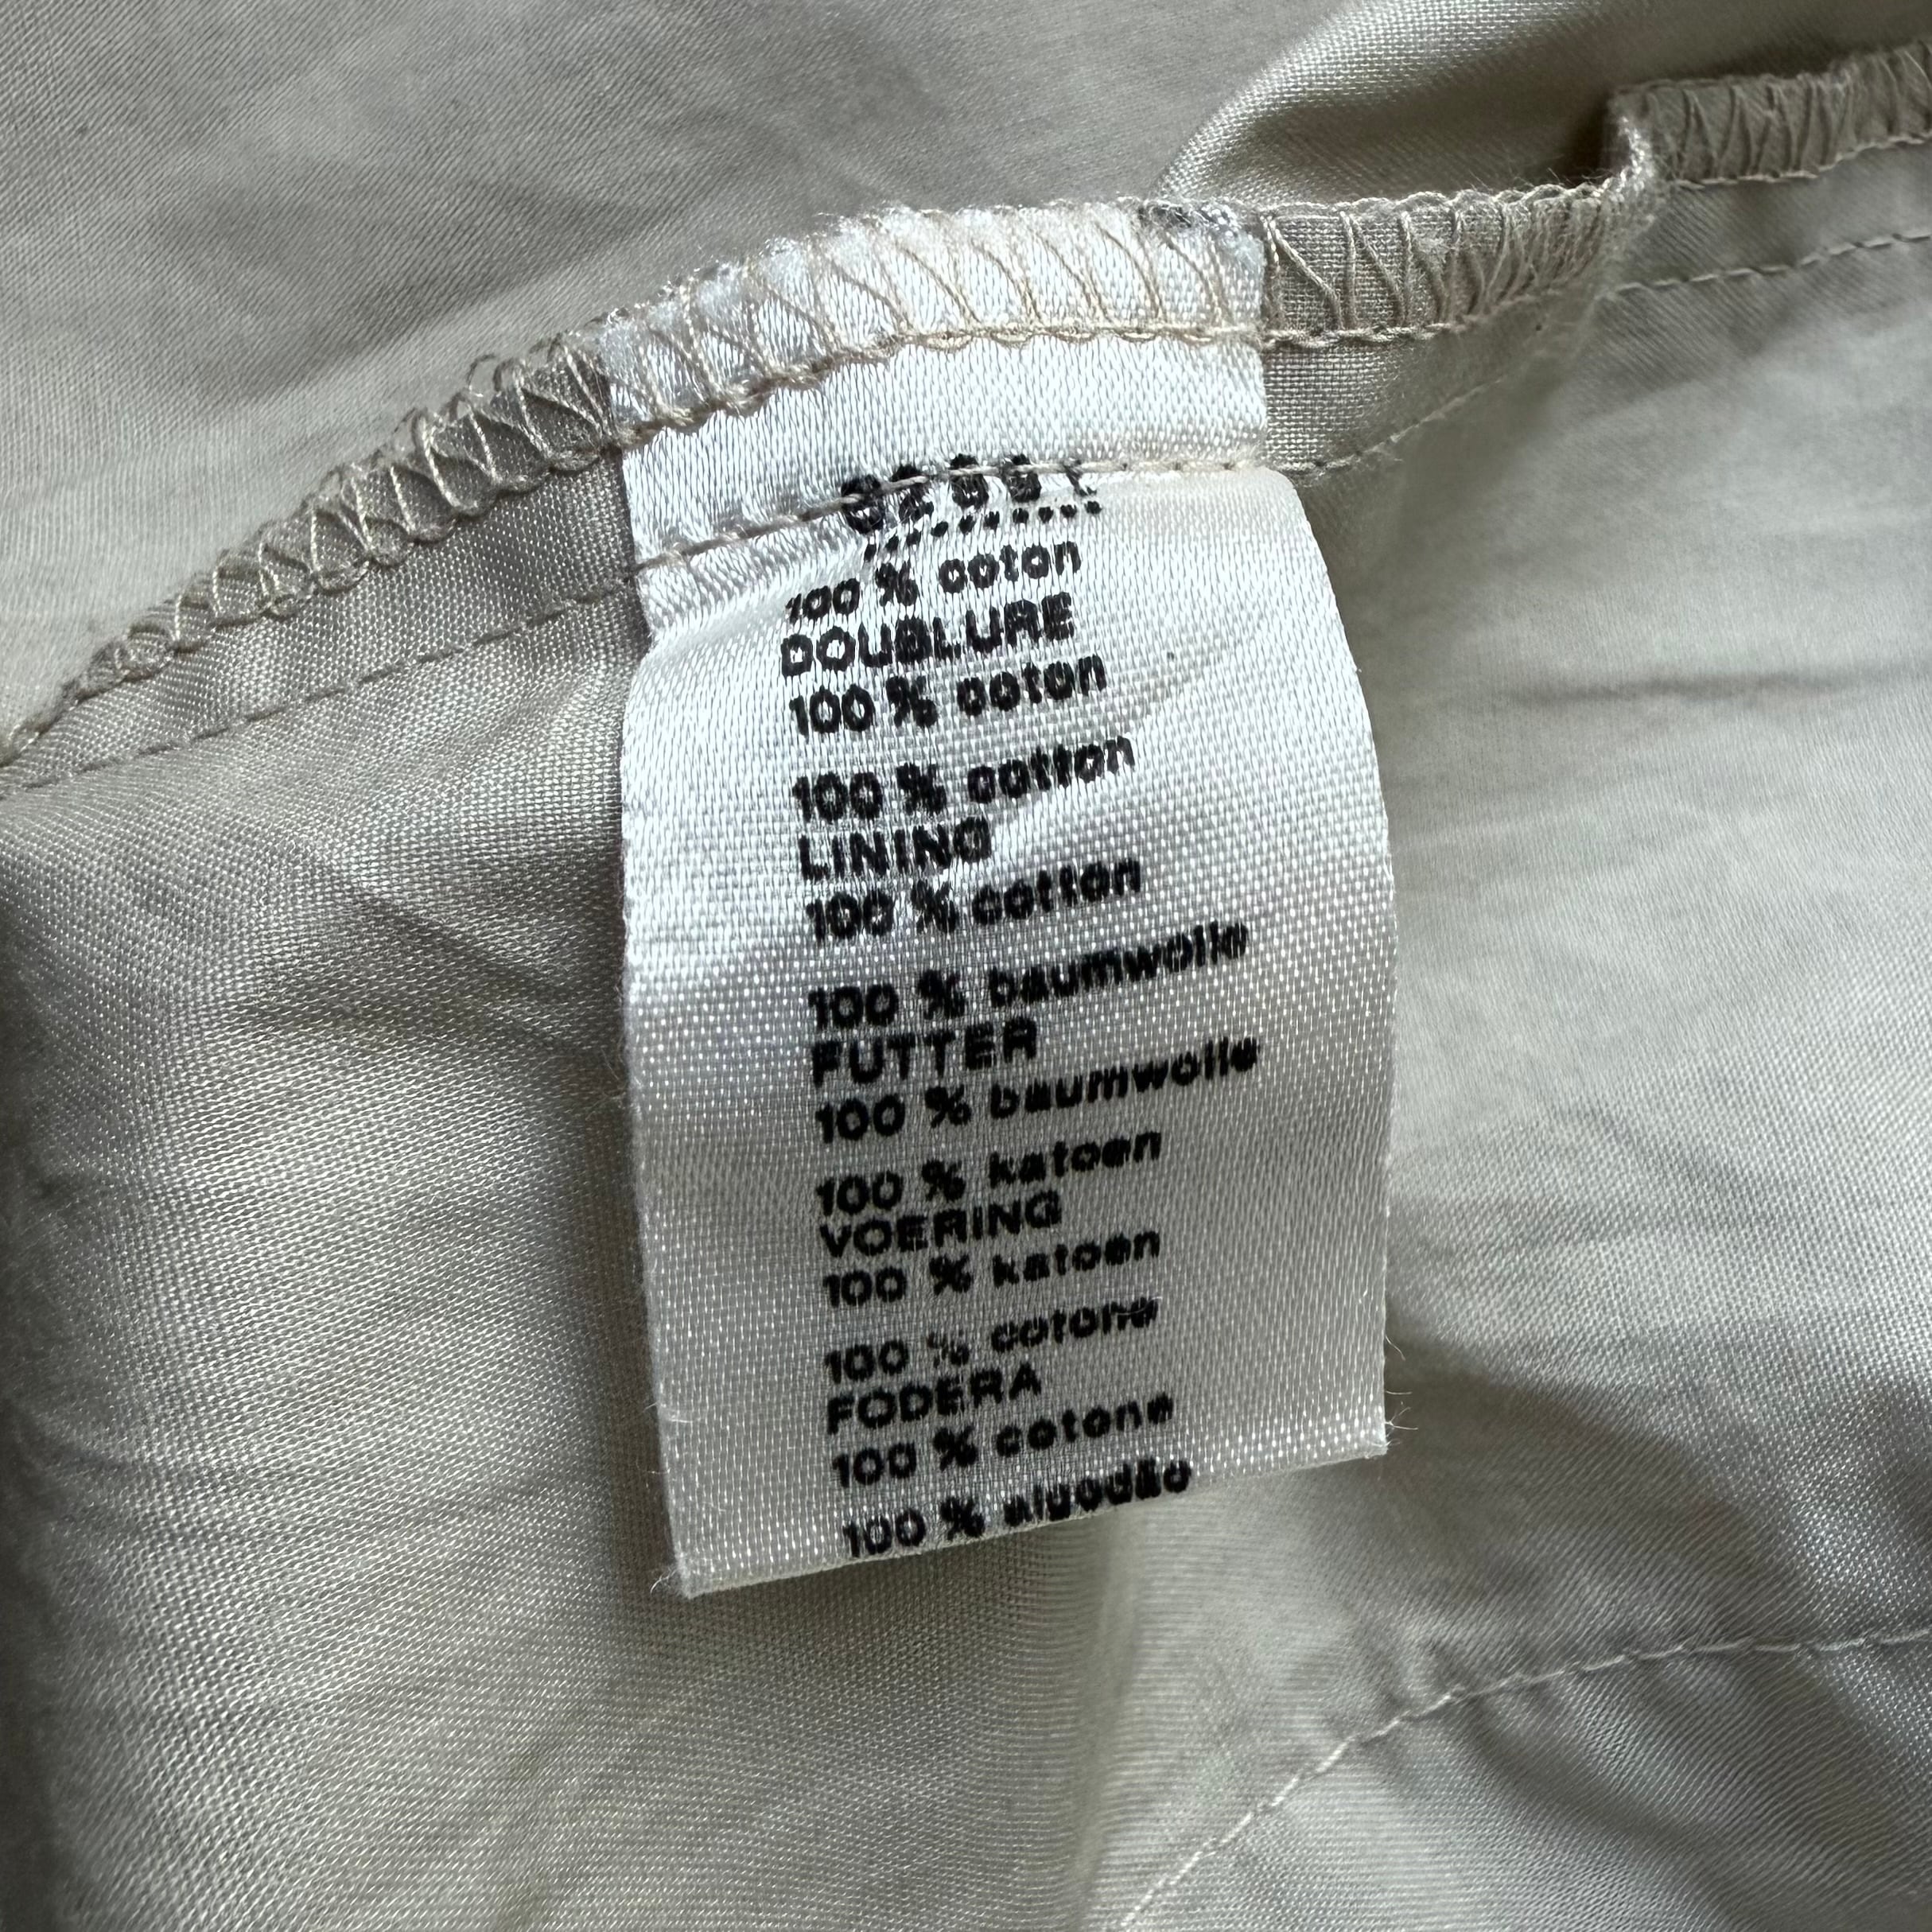 100 % coton
DOUBLURE
100 % coton
100 % cotton
LINING
100 % cotton
100 % baumwolle
FUTTER
100 % baumwolle
100 % katoen
VOERING
100 % katoen
100 % cotone
FODERA
100 % cotone
100 % algodão